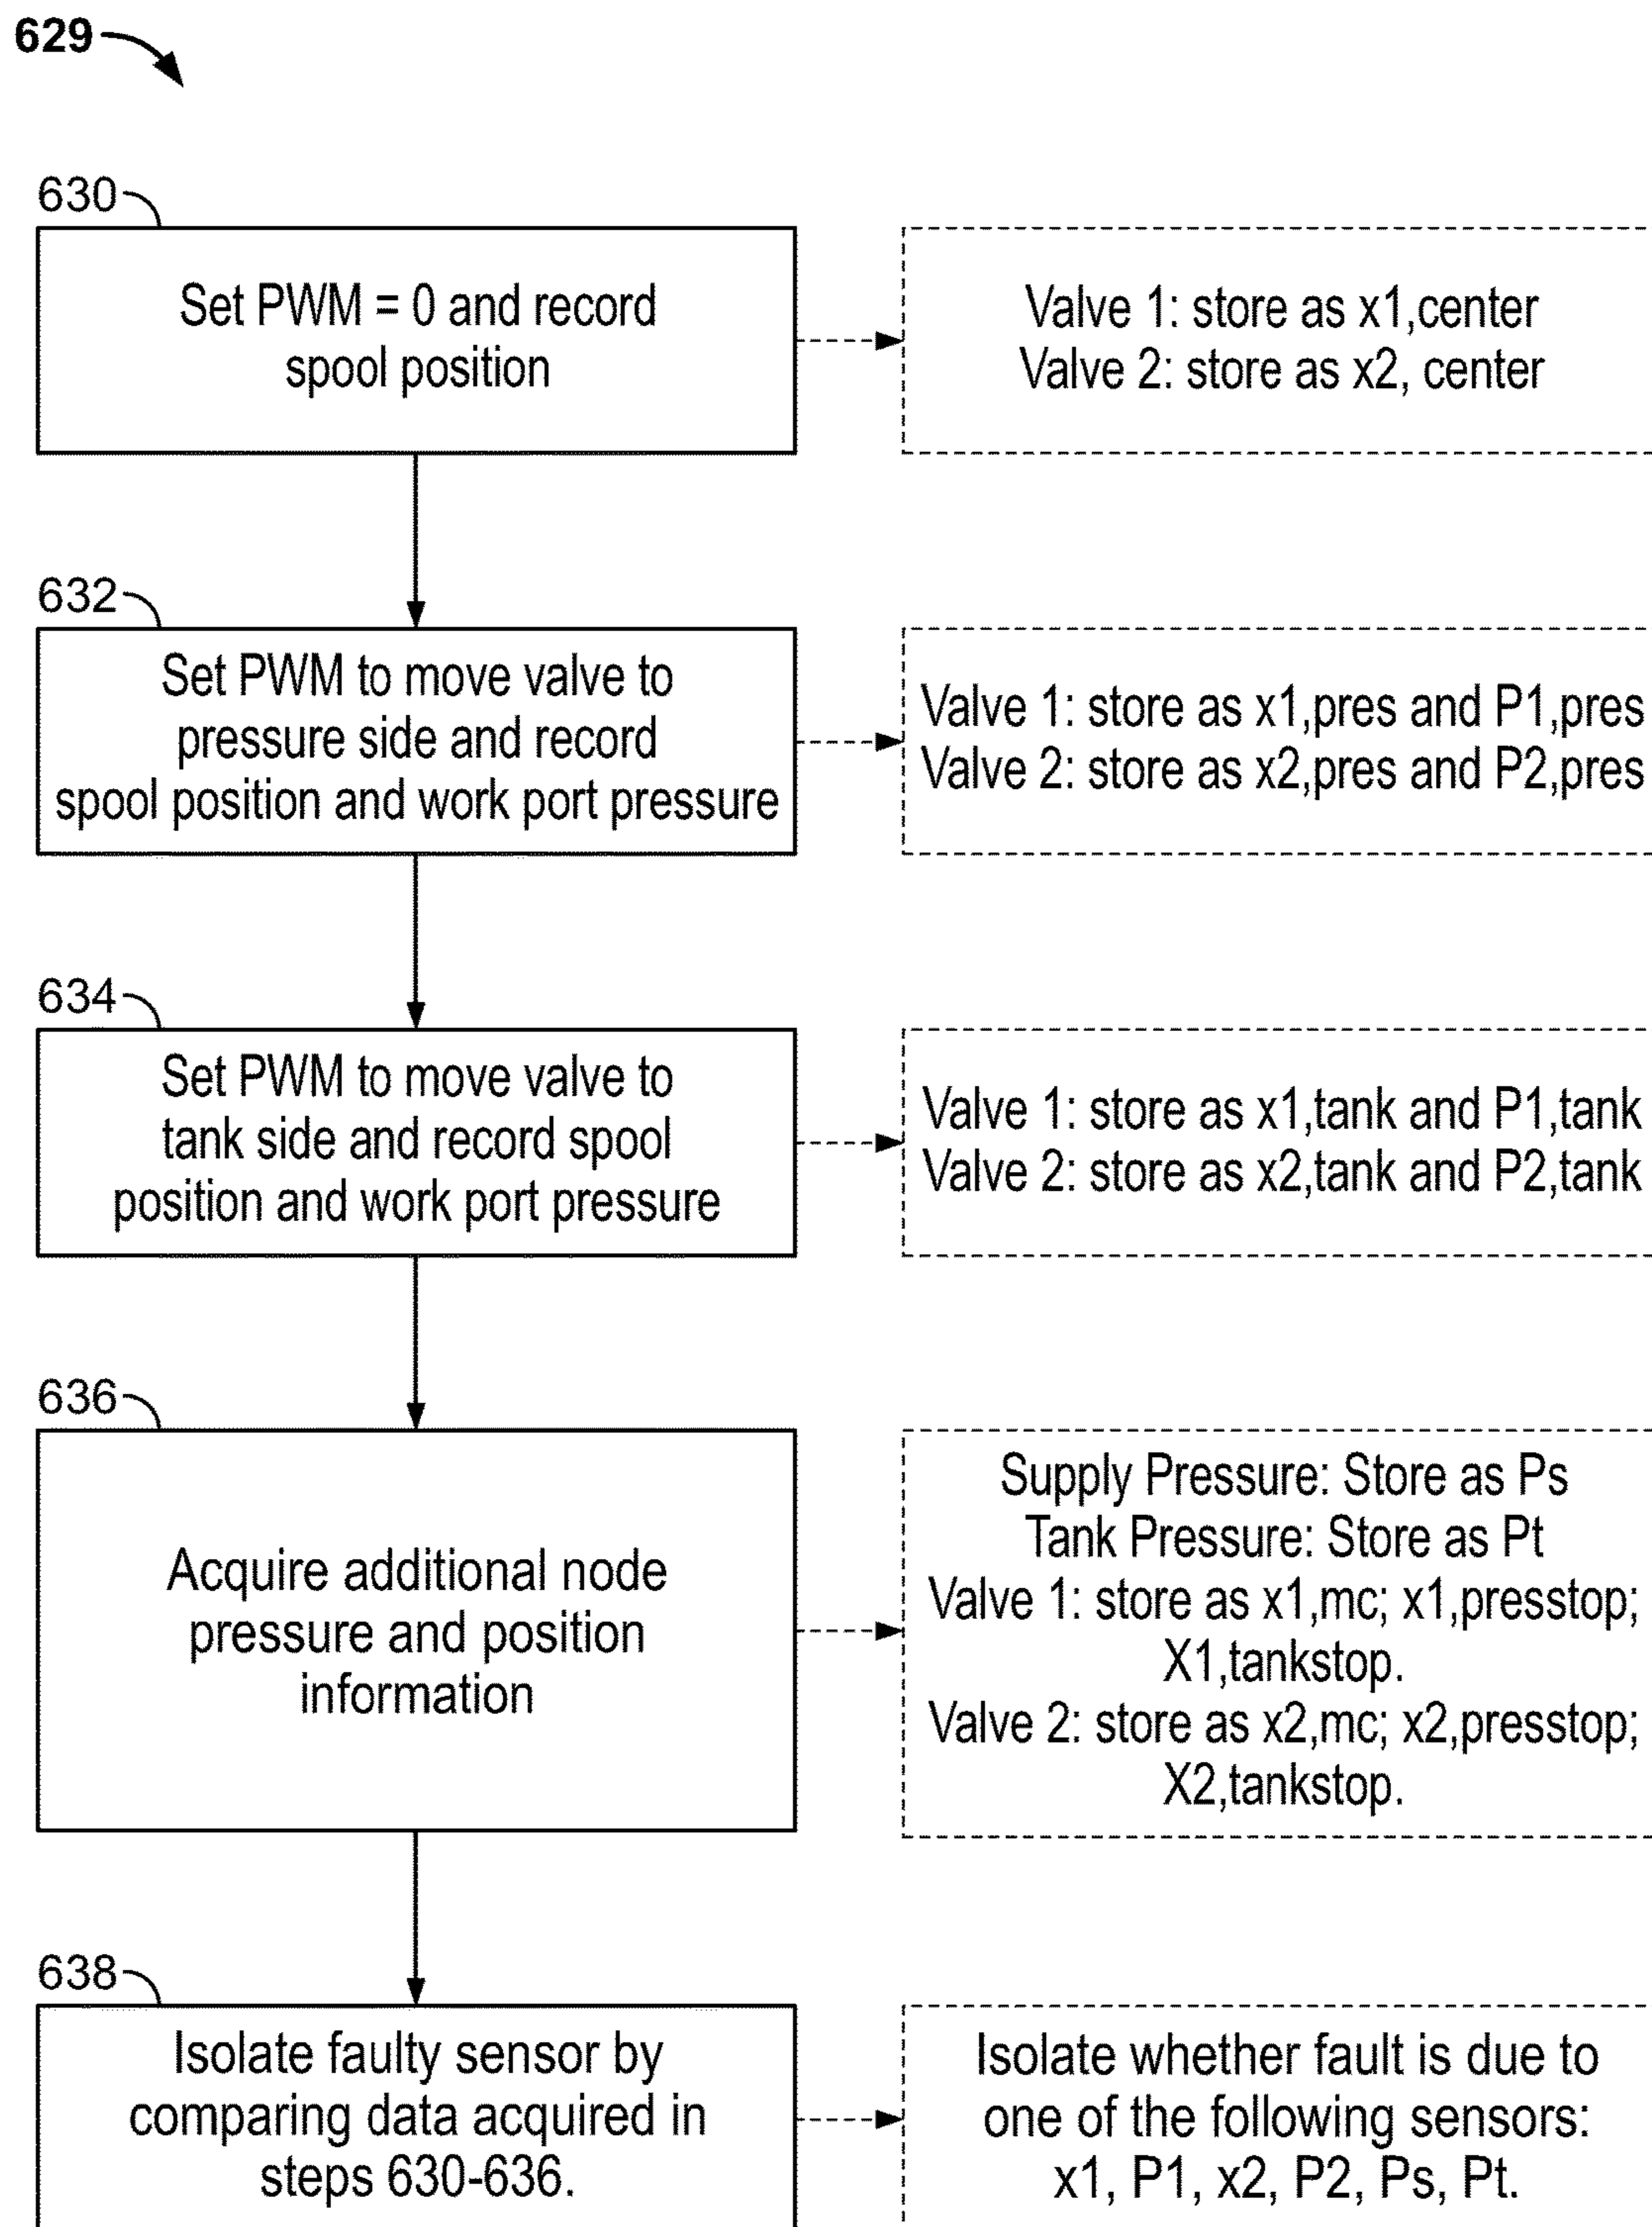 629
630
Set PWM = 0 and record
spool position
Valve 1: store as x1,center
Valve 2: store as x2, center
632
Set PWM to move valve to
pressure side and record
spool position and work port pressure
Valve 1: store as x1,pres and P1,pres
Valve 2: store as x2,pres and P2,pres
634
Set PWM to move valve to
tank side and record spool
position and work port pressure
Valve 1: store as x1,tank and P1,tank
Valve 2: store as x2,tank and P2,tank
636
Acquire additional node
pressure and position
information
Supply Pressure: Store as Ps
Tank Pressure: Store as Pt
Valve 1: store as x1,mc; x1,presstop;
X1,tankstop.
Valve 2: store as x2,mc; x2,presstop;
X2,tankstop.
638
Isolate faulty sensor by
comparing data acquired in
steps 630-636.
Isolate whether fault is due to
one of the following sensors:
x1, P1, x2, P2, Ps, Pt.